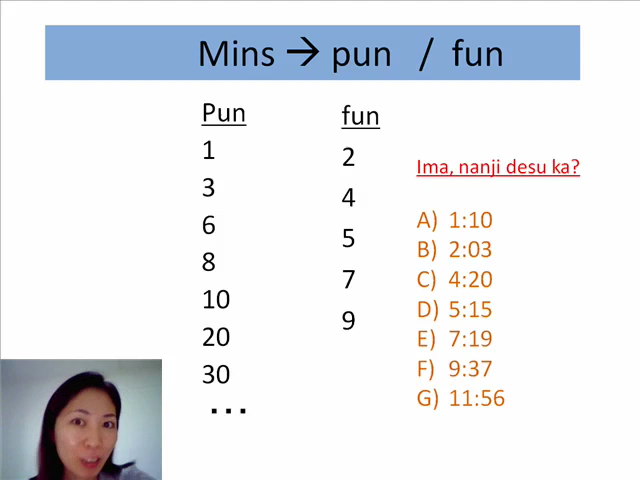 Mins → pun / fun
Pun
1
3
6
8
10
20
30
...
fun
2
4
5
7
9
Ima, nanji desu ka?
A) 1:10
B) 2:03
C) 4:20
D) 5:15
E) 7:19
F) 9:37
G) 11:56